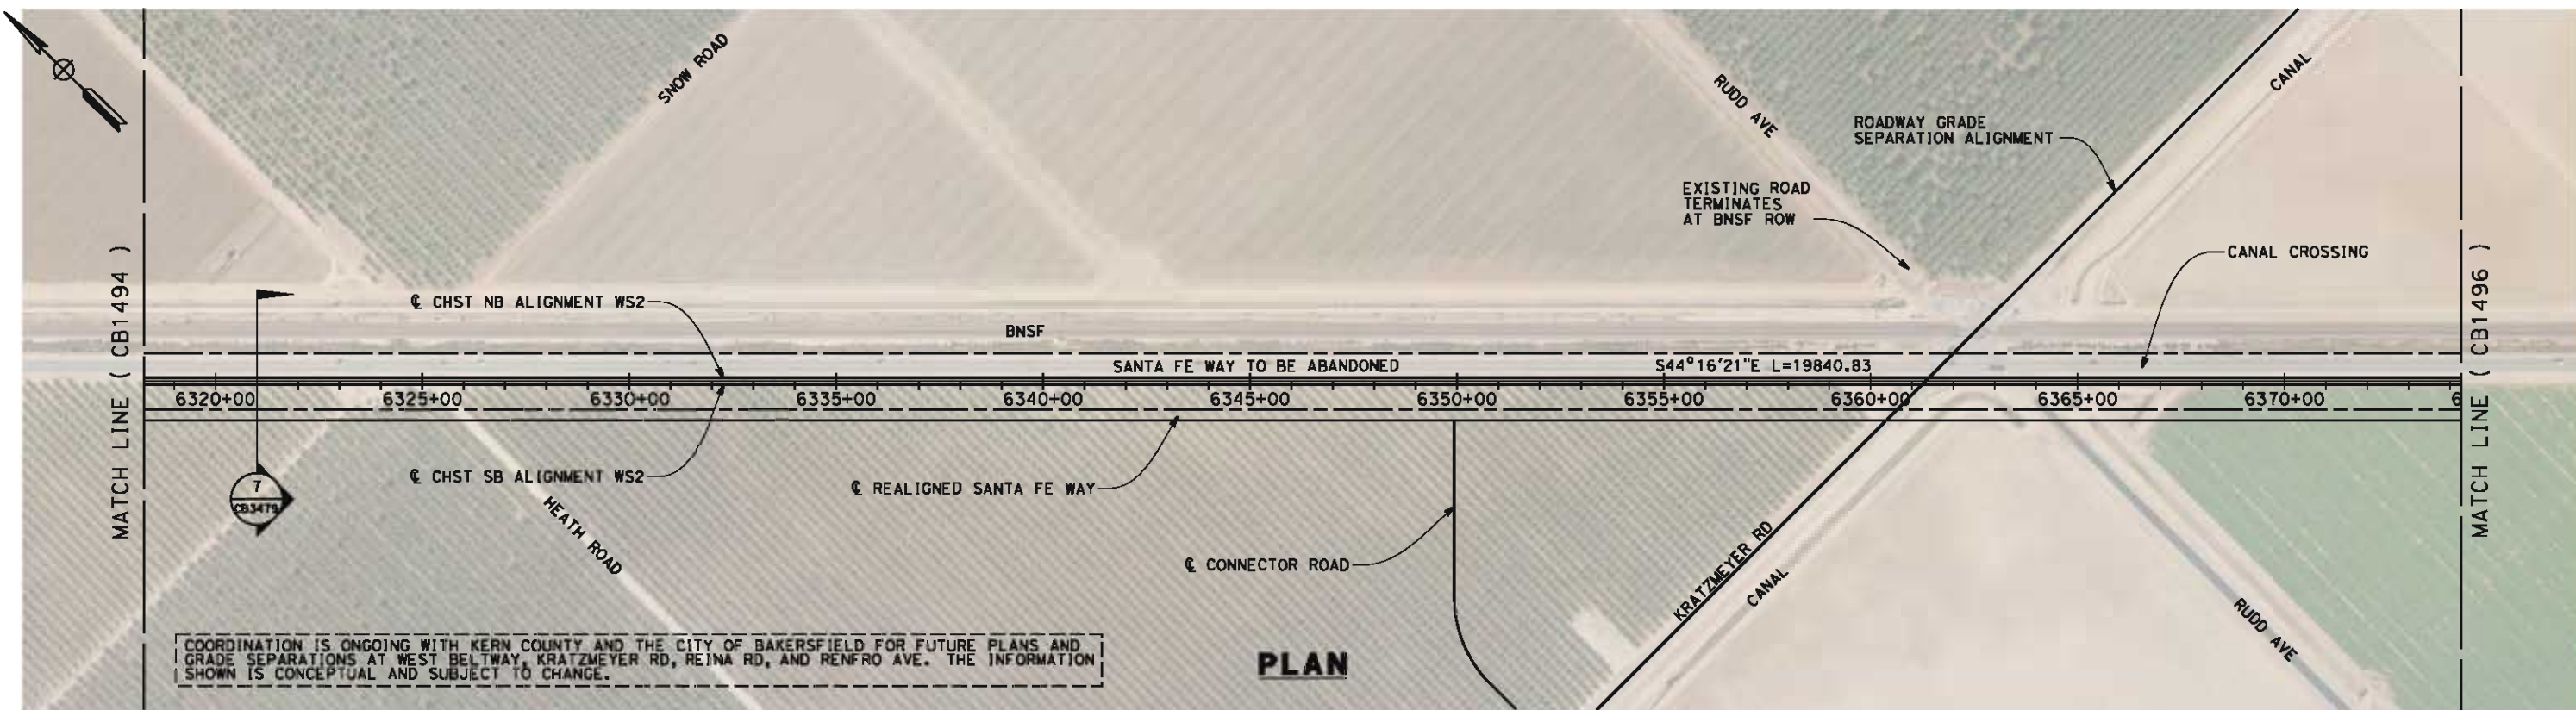 SNOW ROAD
RUDD AVE
CANAL
ROADWAY GRADE
SEPARATION ALIGNMENT
EXISTING ROAD
TERMINATES
AT BNSF ROW
CANAL CROSSING
MATCH LINE ( CB1494 )
℄ CHST NB ALIGNMENT WS2
BNSF
SANTA FE WAY TO BE ABANDONED
S44°16'21"E L=19840.83
6320+00 6325+00 6330+00 6335+00 6340+00 6345+00 6350+00 6355+00 6360+00 6365+00 6370+00 6
MATCH LINE ( CB1496 )
7
CB3479
℄ CHST SB ALIGNMENT WS2
℄ REALIGNED SANTA FE WAY
HEATH ROAD
℄ CONNECTOR ROAD
KRATZMEYER RD
CANAL
RUDD AVE
COORDINATION IS ONGOING WITH KERN COUNTY AND THE CITY OF BAKERSFIELD FOR FUTURE PLANS AND
GRADE SEPARATIONS AT WEST BELTWAY, KRATZMEYER RD, REINA RD, AND RENFRO AVE. THE INFORMATION
SHOWN IS CONCEPTUAL AND SUBJECT TO CHANGE.
PLAN